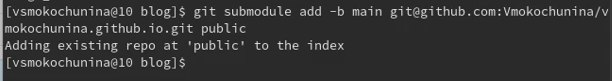 [vsmokochunina@10 blog]$ git submodule add -b main git@github.com:Vmokochunina/v
mokochunina.github.io.git public
Adding existing repo at 'public' to the index
[vsmokochunina@10 blog]$